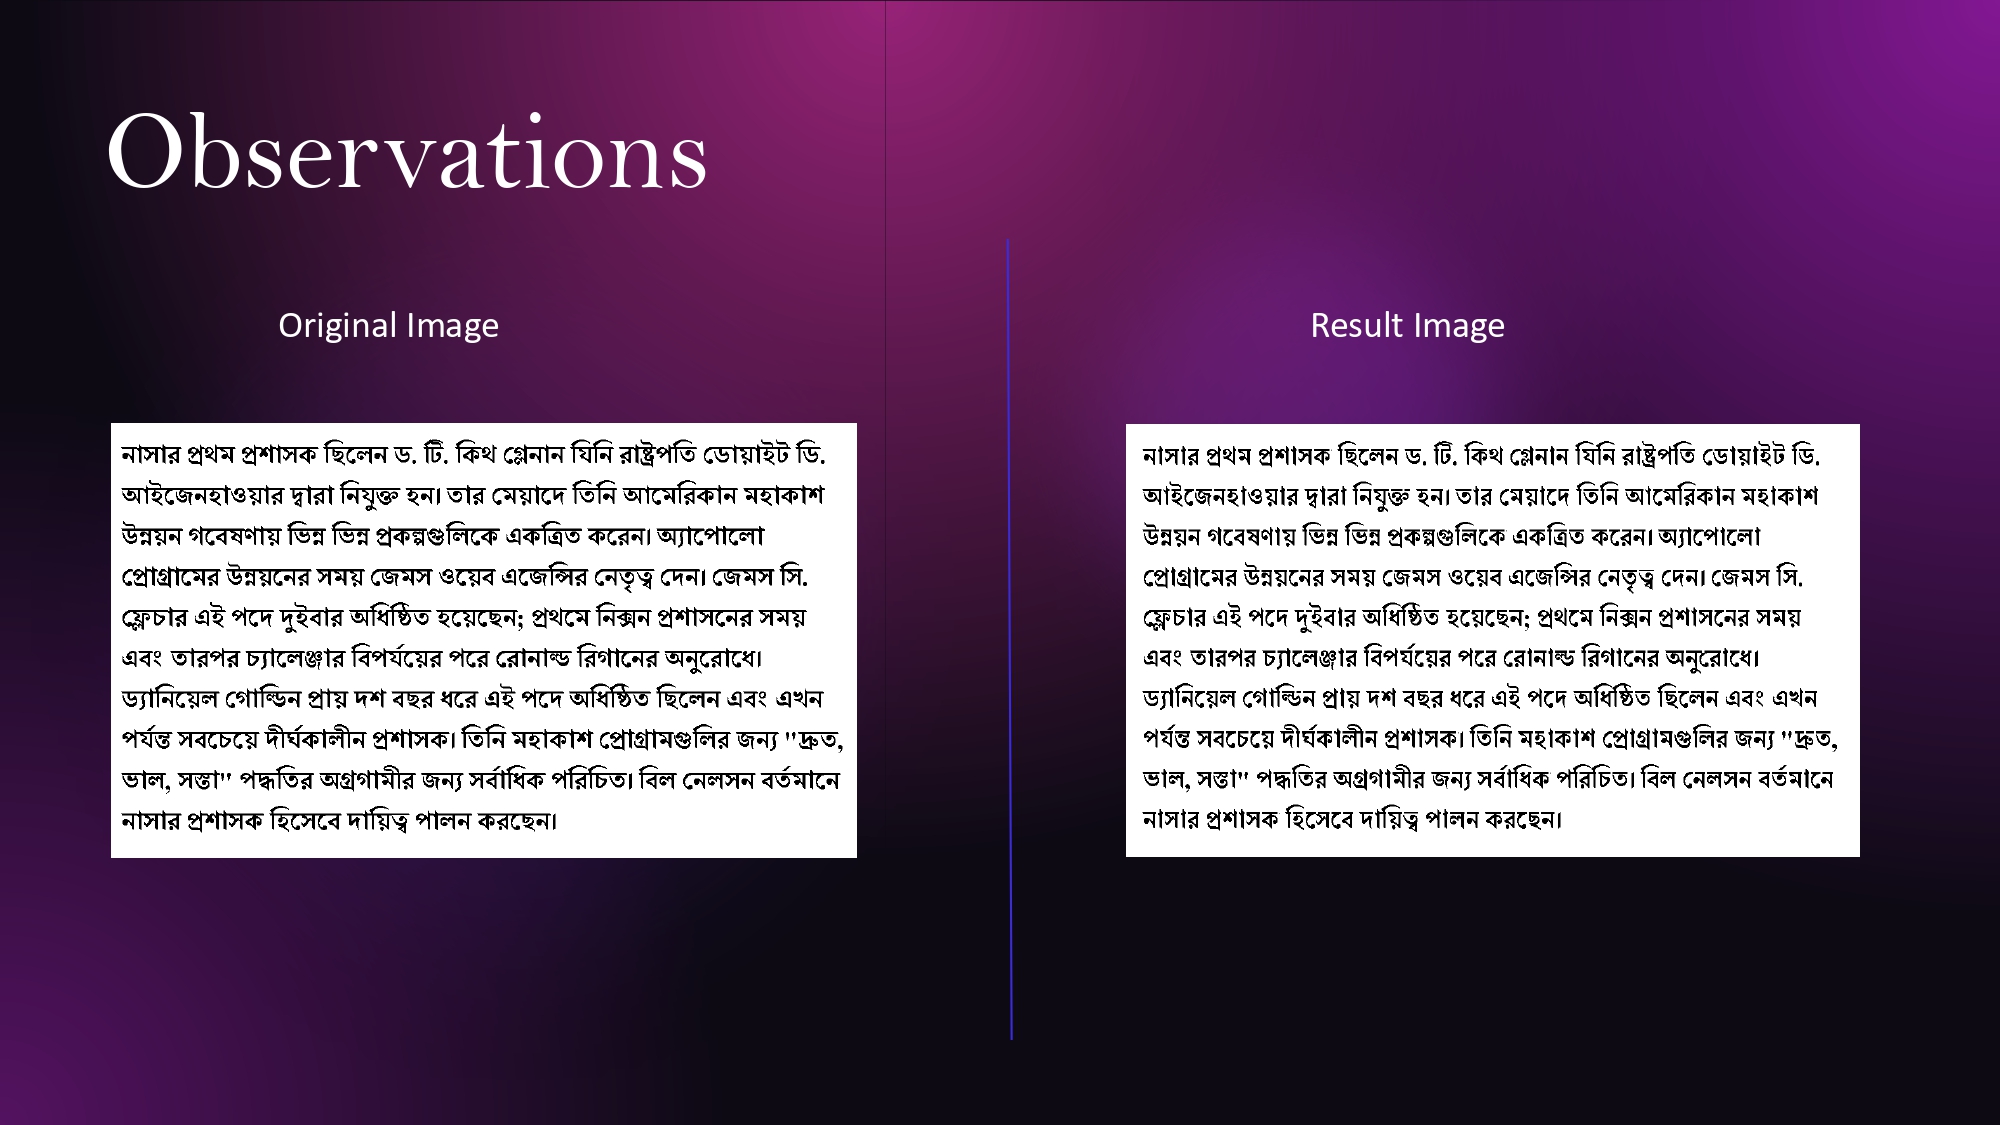 Observations
Original Image
নাসার প্রথম প্রশাসক ছিলেন ড. টি. কিথ গ্লেনান যিনি রাষ্ট্রপতি ডোয়াইট ডি.
আইজেনহাওয়ার দ্বারা নিযুক্ত হন। তার মেয়াদে তিনি আমেরিকান মহাকাশ
উন্নয়ন গবেষণায় ভিন্ন ভিন্ন প্রকল্পগুলিকে একত্রিত করেন। অ্যাপোলো
প্রোগ্রামের উন্নয়নের সময় জেমস ওয়েব এজেন্সির নেতৃত্ব দেন। জেমস সি.
ফ্লেচার এই পদে দুইবার অধিষ্ঠিত হয়েছেন; প্রথমে নিক্সন প্রশাসনের সময়
এবং তারপর চ্যালেঞ্জার বিপর্যয়ের পরে রোনাল্ড রিগানের অনুরোধে।
ড্যানিয়েল গোল্ডিন প্রায় দশ বছর ধরে এই পদে অধিষ্ঠিত ছিলেন এবং এখন
পর্যন্ত সবচেয়ে দীর্ঘকালীন প্রশাসক। তিনি মহাকাশ প্রোগ্রামগুলির জন্য "দ্রুত,
ভাল, সস্তা" পদ্ধতির অগ্রগামীর জন্য সর্বাধিক পরিচিত। বিল নেলসন বর্তমানে
নাসার প্রশাসক হিসেবে দায়িত্ব পালন করছেন।
Result Image
নাসার প্রথম প্রশাসক ছিলেন ড. টি. কিথ গ্লেনান যিনি রাষ্ট্রপতি ডোয়াইট ডি.
আইজেনহাওয়ার দ্বারা নিযুক্ত হন। তার মেয়াদে তিনি আমেরিকান মহাকাশ
উন্নয়ন গবেষণায় ভিন্ন ভিন্ন প্রকল্পগুলিকে একত্রিত করেন। অ্যাপোলো
প্রোগ্রামের উন্নয়নের সময় জেমস ওয়েব এজেন্সির নেতৃত্ব দেন। জেমস সি.
ফ্লেচার এই পদে দুইবার অধিষ্ঠিত হয়েছেন; প্রথমে নিক্সন প্রশাসনের সময়
এবং তারপর চ্যালেঞ্জার বিপর্যয়ের পরে রোনাল্ড রিগানের অনুরোধে।
ড্যানিয়েল গোল্ডিন প্রায় দশ বছর ধরে এই পদে অধিষ্ঠিত ছিলেন এবং এখন
পর্যন্ত সবচেয়ে দীর্ঘকালীন প্রশাসক। তিনি মহাকাশ প্রোগ্রামগুলির জন্য "দ্রুত,
ভাল, সস্তা" পদ্ধতির অগ্রগামীর জন্য সর্বাধিক পরিচিত। বিল নেলসন বর্তমানে
নাসার প্রশাসক হিসেবে দায়িত্ব পালন করছেন।